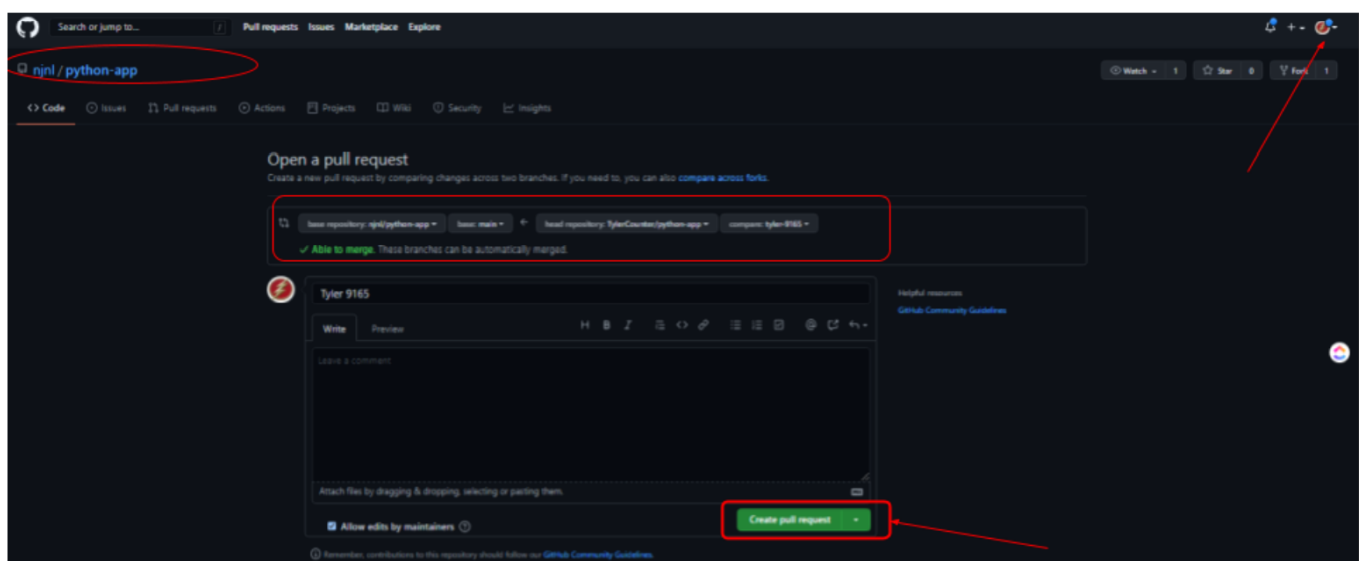 Search or jump to... / Pull requests Issues Marketplace Explore
njnl / python-app Watch 1 Star 0 Fork 1
Code Issues Pull requests Actions Projects Wiki Security Insights
Open a pull request
Create a new pull request by comparing changes across two branches. If you need to, you can also compare across forks.
base repository: njnl/python-app base: main head repository: TylerCounter/python-app compare: tyler-9165
Able to merge. These branches can be automatically merged.
Tyler 9165
Helpful resources
GitHub Community Guidelines
Write Preview H B I @
Leave a comment
Attach files by dragging & dropping, selecting or pasting them.
Create pull request
Allow edits by maintainers
Remember, contributions to this repository should follow our GitHub Community Guidelines.